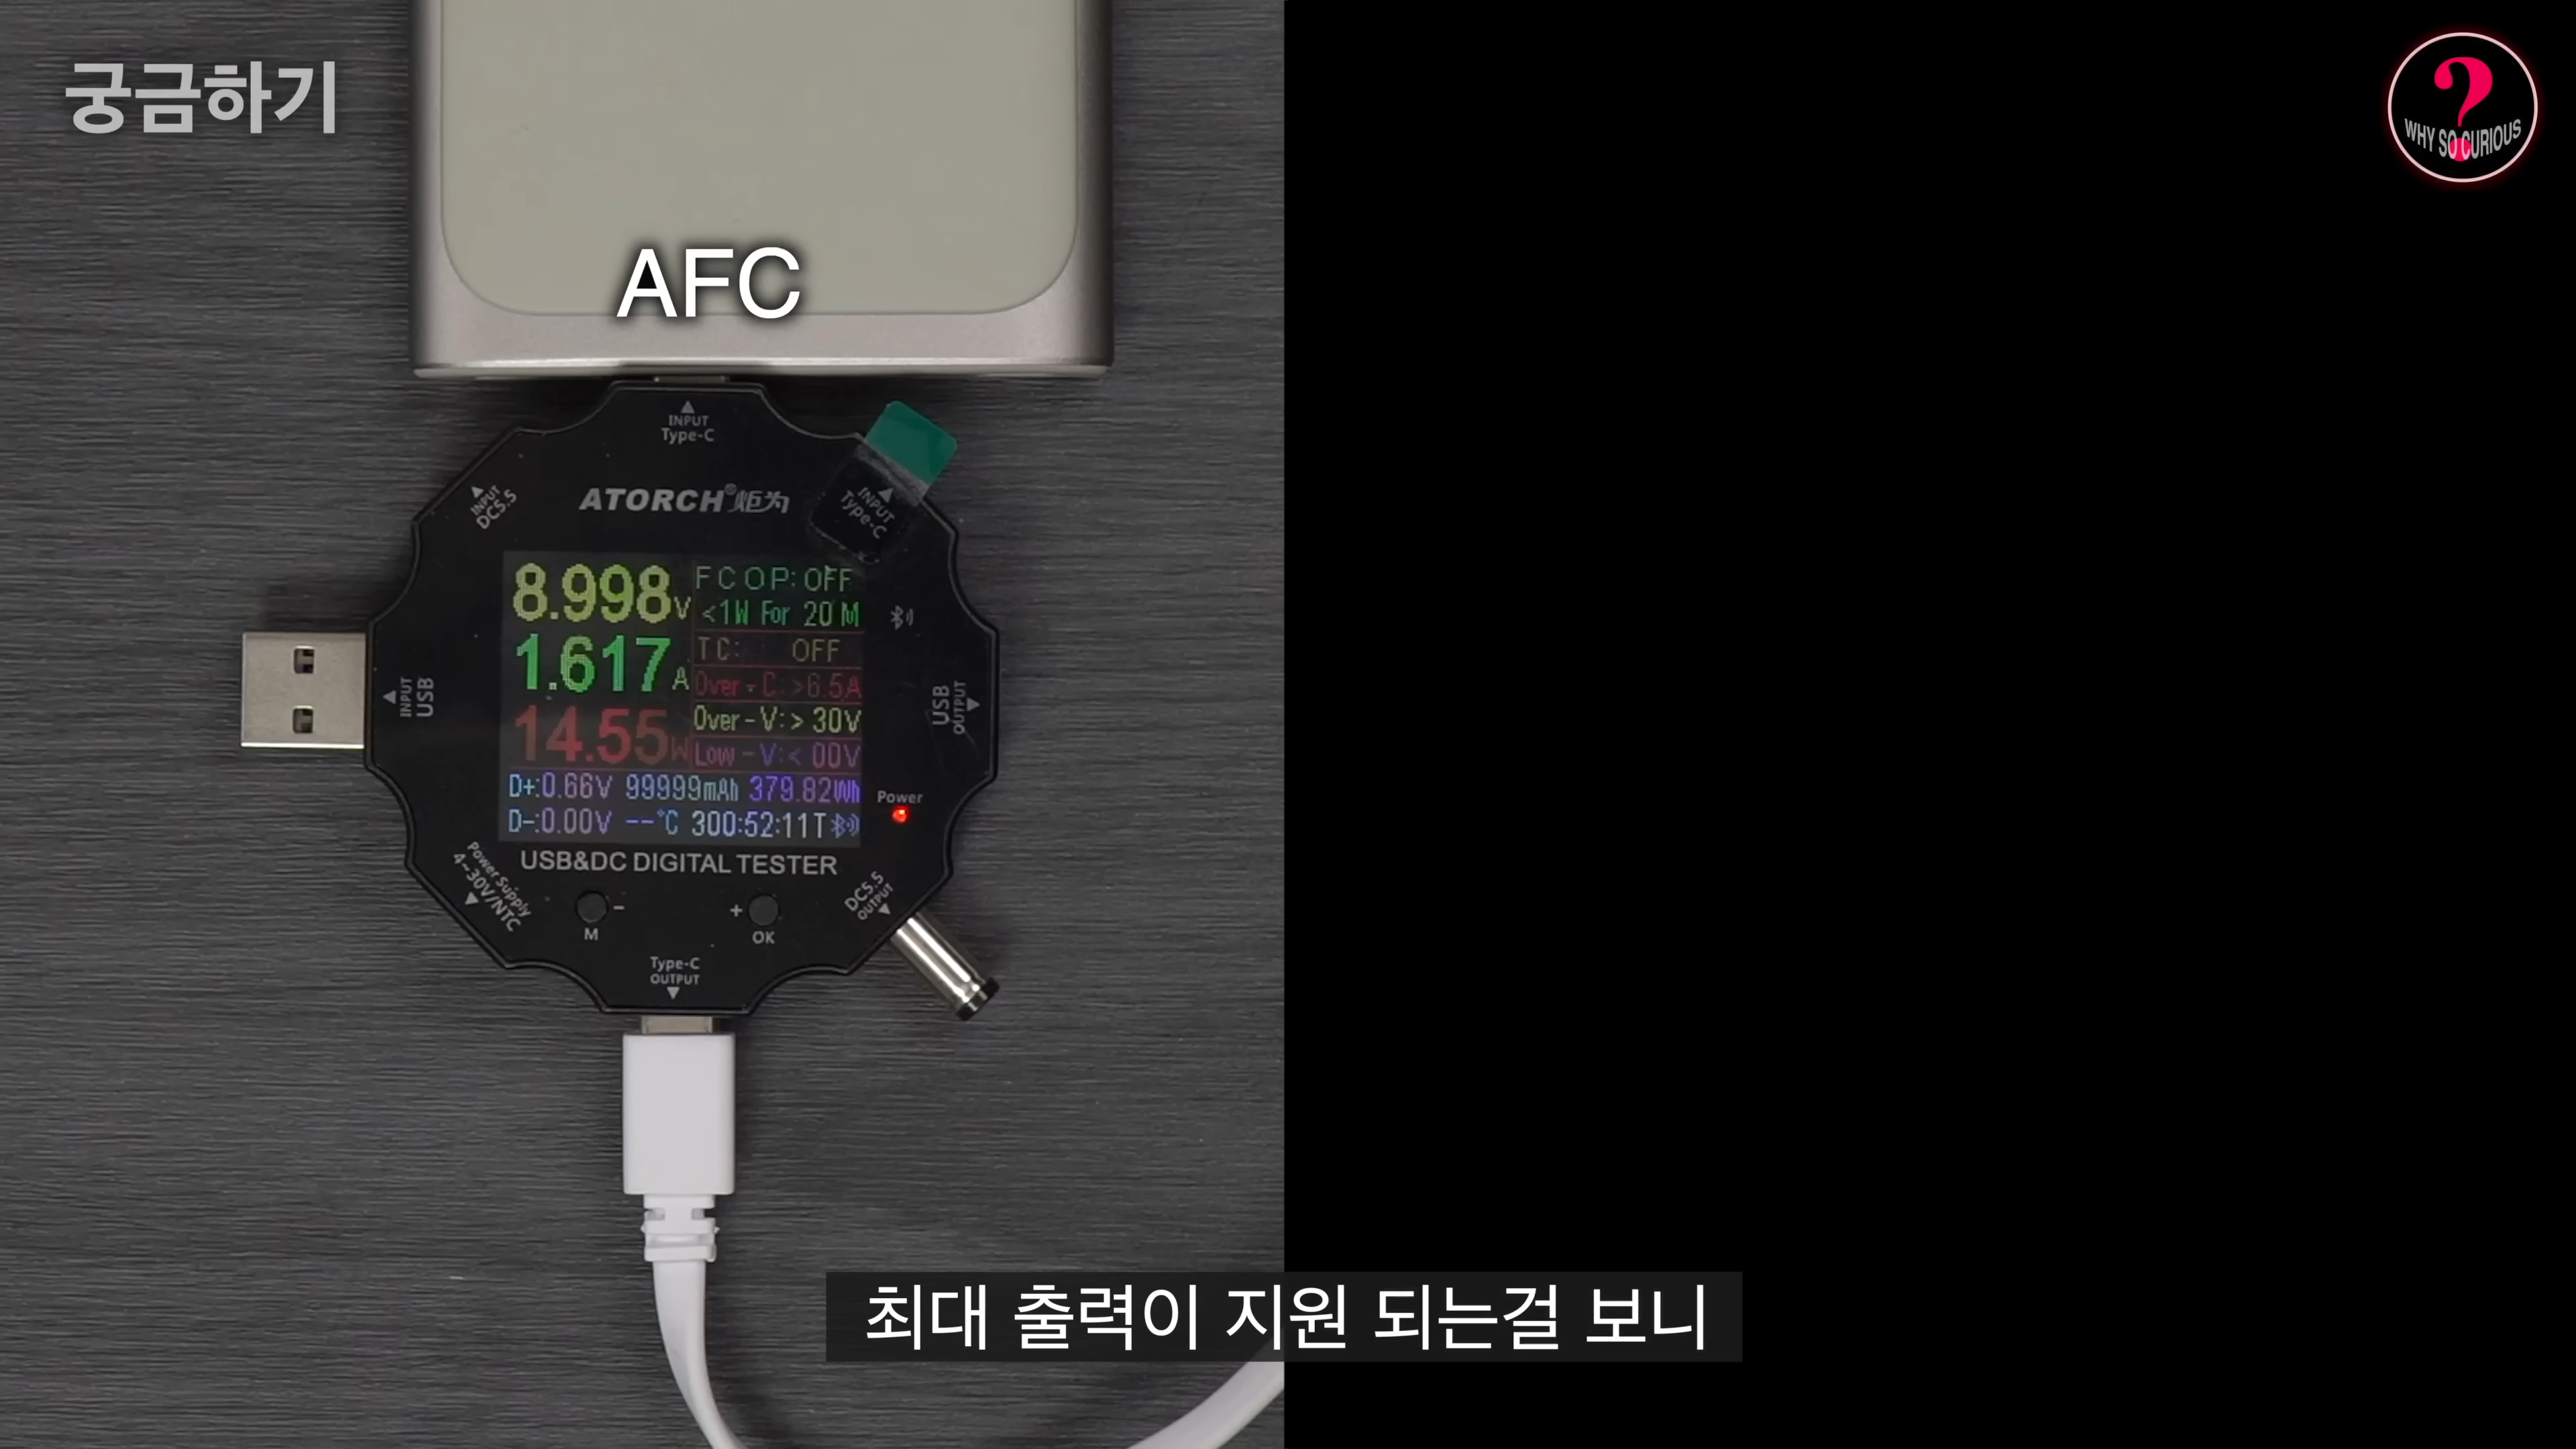 궁금하기
?
WHY SO CURIOUS
AFC
INPUT
Type-C
INPUT
DC5.5
ATORCH®炬为
INPUT
Type-C
8.998V
1.617A
14.55W
FCOP: OFF
<1W For 20 M
TC: OFF
Over-C:>6.5A
Over-V:> 30V
Low-V:< 00V
D+:0.66V 99999mAh 379.82Wh
D-:0.00V --°C 300:52:11T
INPUT
USB
USB
OUTPUT
Power
USB&DC DIGITAL TESTER
Power Supply
4~30V/NTC
DC5.5
OUTPUT
-
M
+
OK
Type-C
OUTPUT
최대 출력이 지원 되는걸 보니